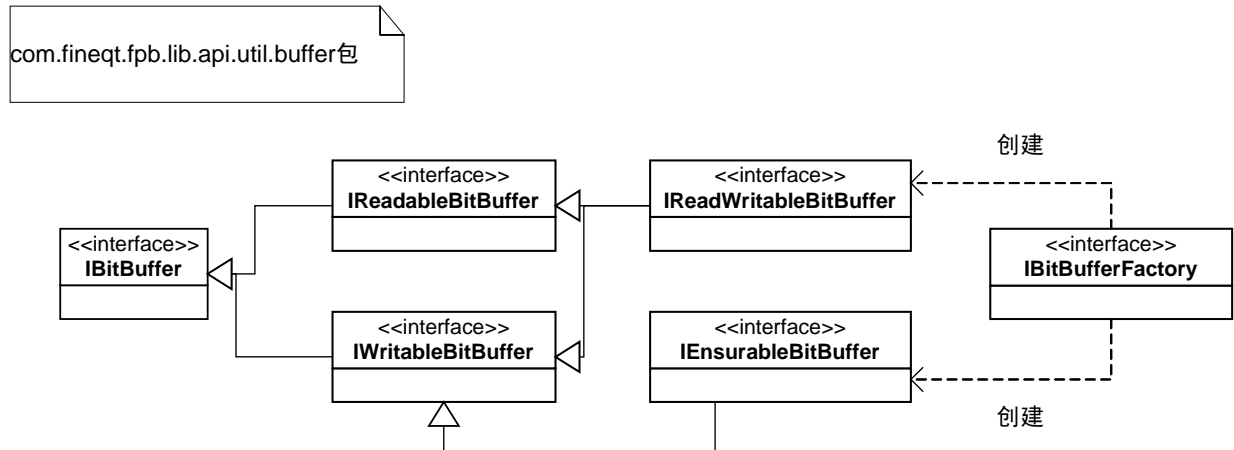 com.fineqt.fpb.lib.api.util.buffer包
创建
<<interface>>
IReadableBitBuffer
<<interface>>
IReadWritableBitBuffer
<<interface>>
IBitBuffer
<<interface>>
IBitBufferFactory
<<interface>>
IWritableBitBuffer
<<interface>>
IEnsurableBitBuffer
创建